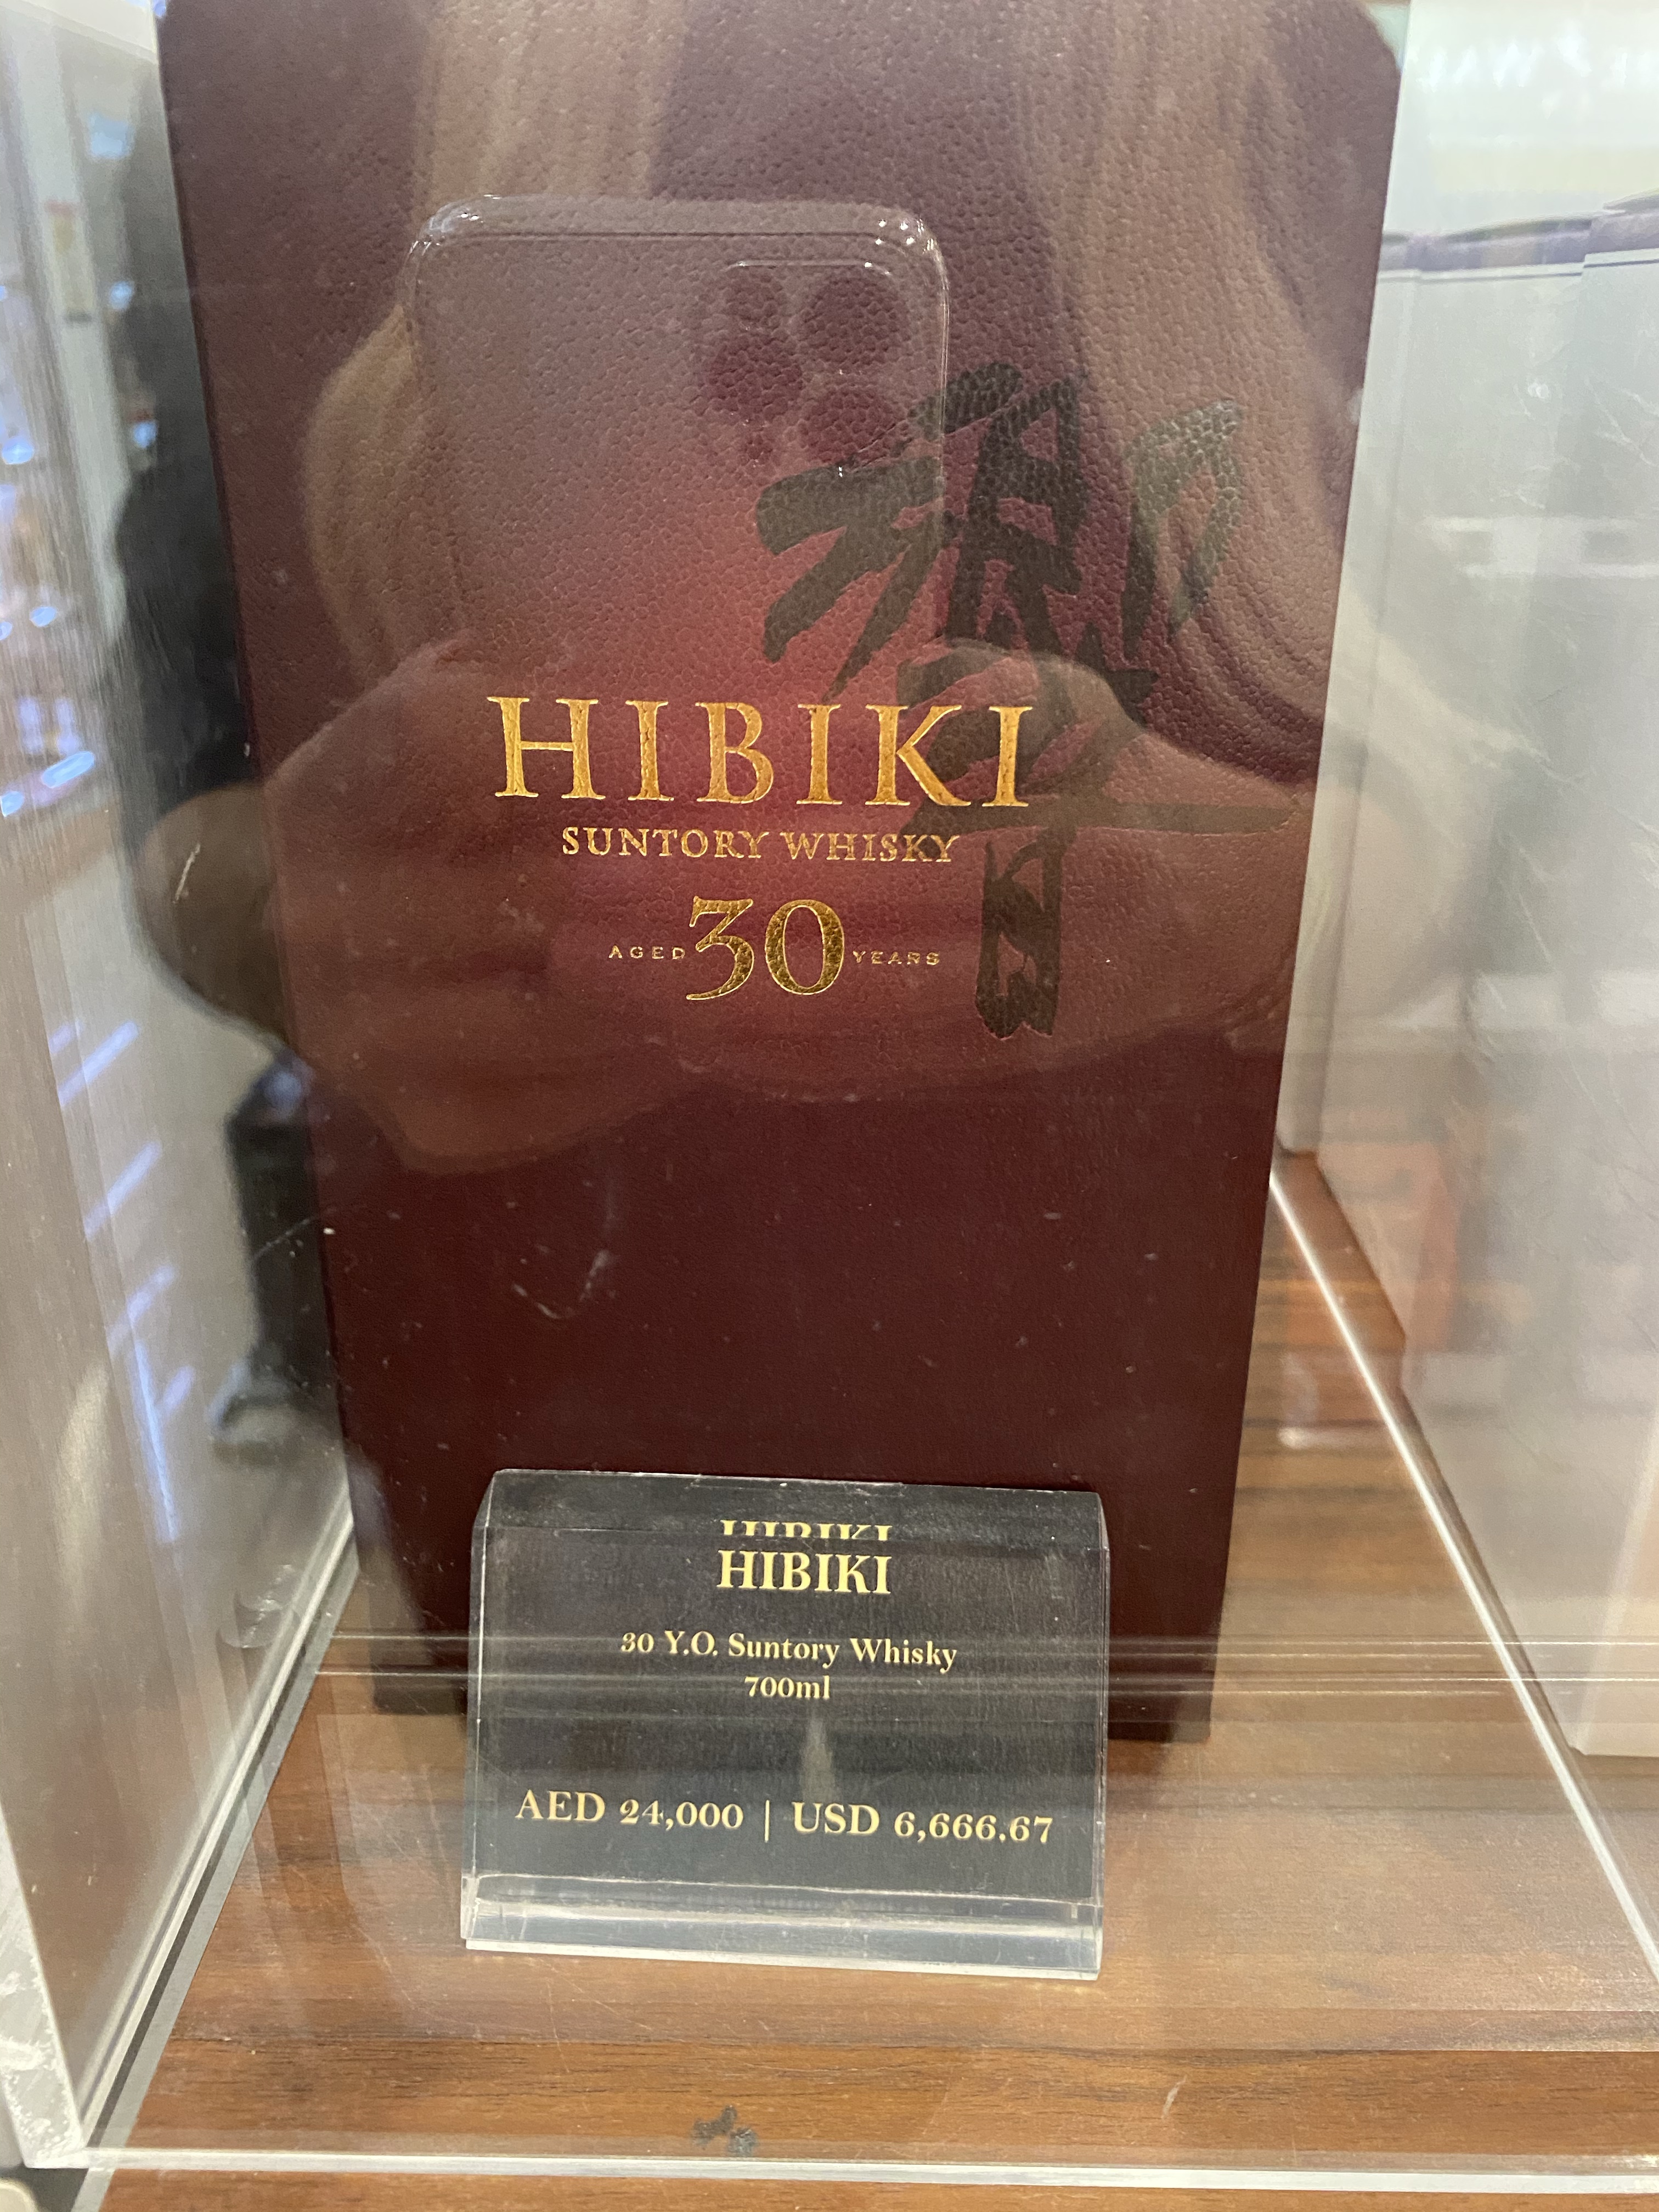 響
HIBIKI
SUNTORY WHISKY
AGED 30 YEARS
HIBIKI
30 Y.O. Suntory Whisky
700ml
AED 24,000 | USD 6,666.67